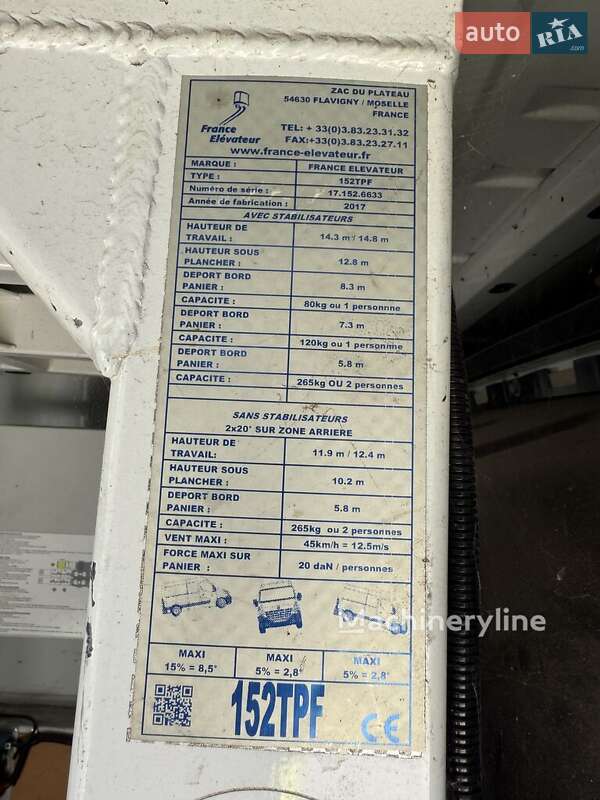 auto RIA .com
France
Elévateur
ZAC DU PLATEAU
54630 FLAVIGNY / MOSELLE
FRANCE
TEL: + 33(0)3.83.23.31.32
FAX:+33(0)3.83.23.27.11
www.france-elevateur.fr
MARQUE : FRANCE ELEVATEUR
TYPE : 152TPF
Numéro de série : 17.152.6633
Année de fabrication : 2017
AVEC STABILISATEURS
HAUTEUR DE
TRAVAIL : 14.3 m / 14.8 m
HAUTEUR SOUS
PLANCHER : 12.8 m
DEPORT BORD
PANIER : 8.3 m
CAPACITE : 80kg ou 1 personnne
DEPORT BORD
PANIER : 7.3 m
CAPACITE : 120kg ou 1 personnne
DEPORT BORD
PANIER : 5.8 m
CAPACITE : 265kg OU 2 personnes
SANS STABILISATEURS
2x20° SUR ZONE ARRIERE
HAUTEUR DE
TRAVAIL: 11.9 m / 12.4 m
HAUTEUR SOUS
PLANCHER : 10.2 m
DEPORT BORD
PANIER : 5.8 m
CAPACITE : 265kg ou 2 personnes
VENT MAXI : 45km/h = 12.5m/s
FORCE MAXI SUR
PANIER : 20 daN / personnes
Machineryline
MAXI MAXI MAXI
15% = 8,5° 5% = 2,8° 5% = 2,8°
152TPF
CE